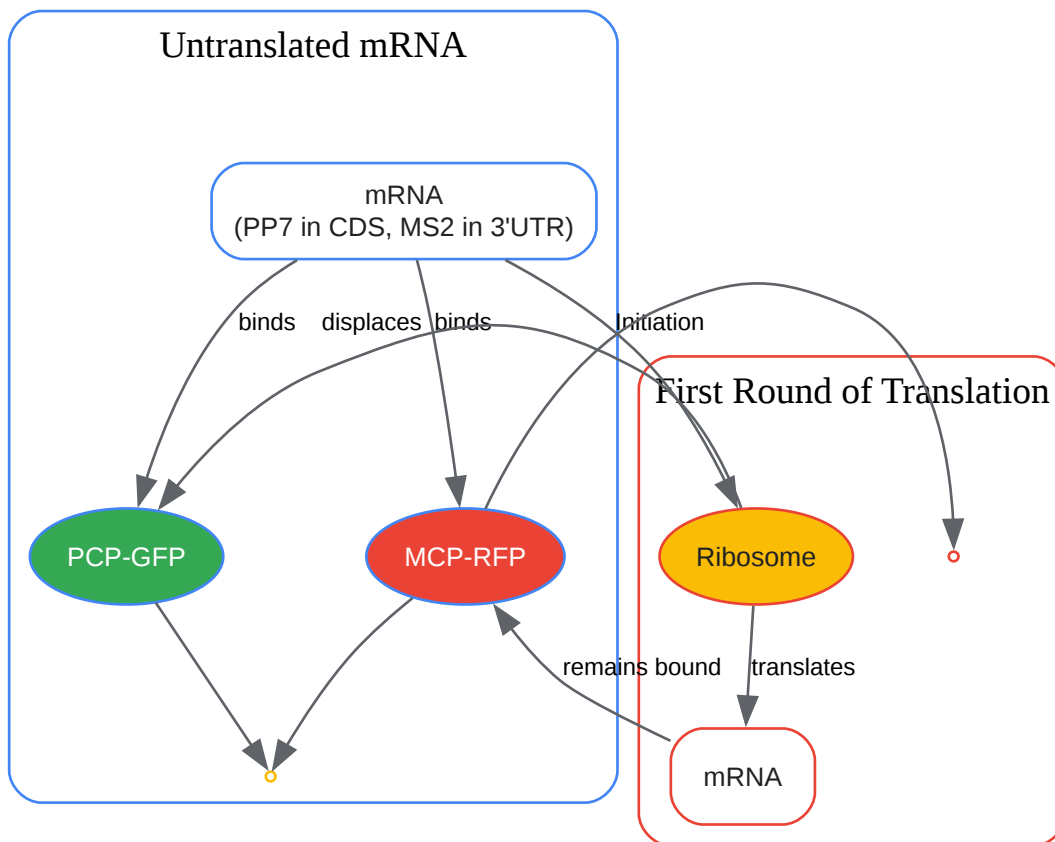 Untranslated mRNA
mRNA
(PP7 in CDS, MS2 in 3'UTR)
binds
displaces
binds
Initiation
First Round of Translation
PCP-GFP
MCP-RFP
Ribosome
remains bound
translates
mRNA